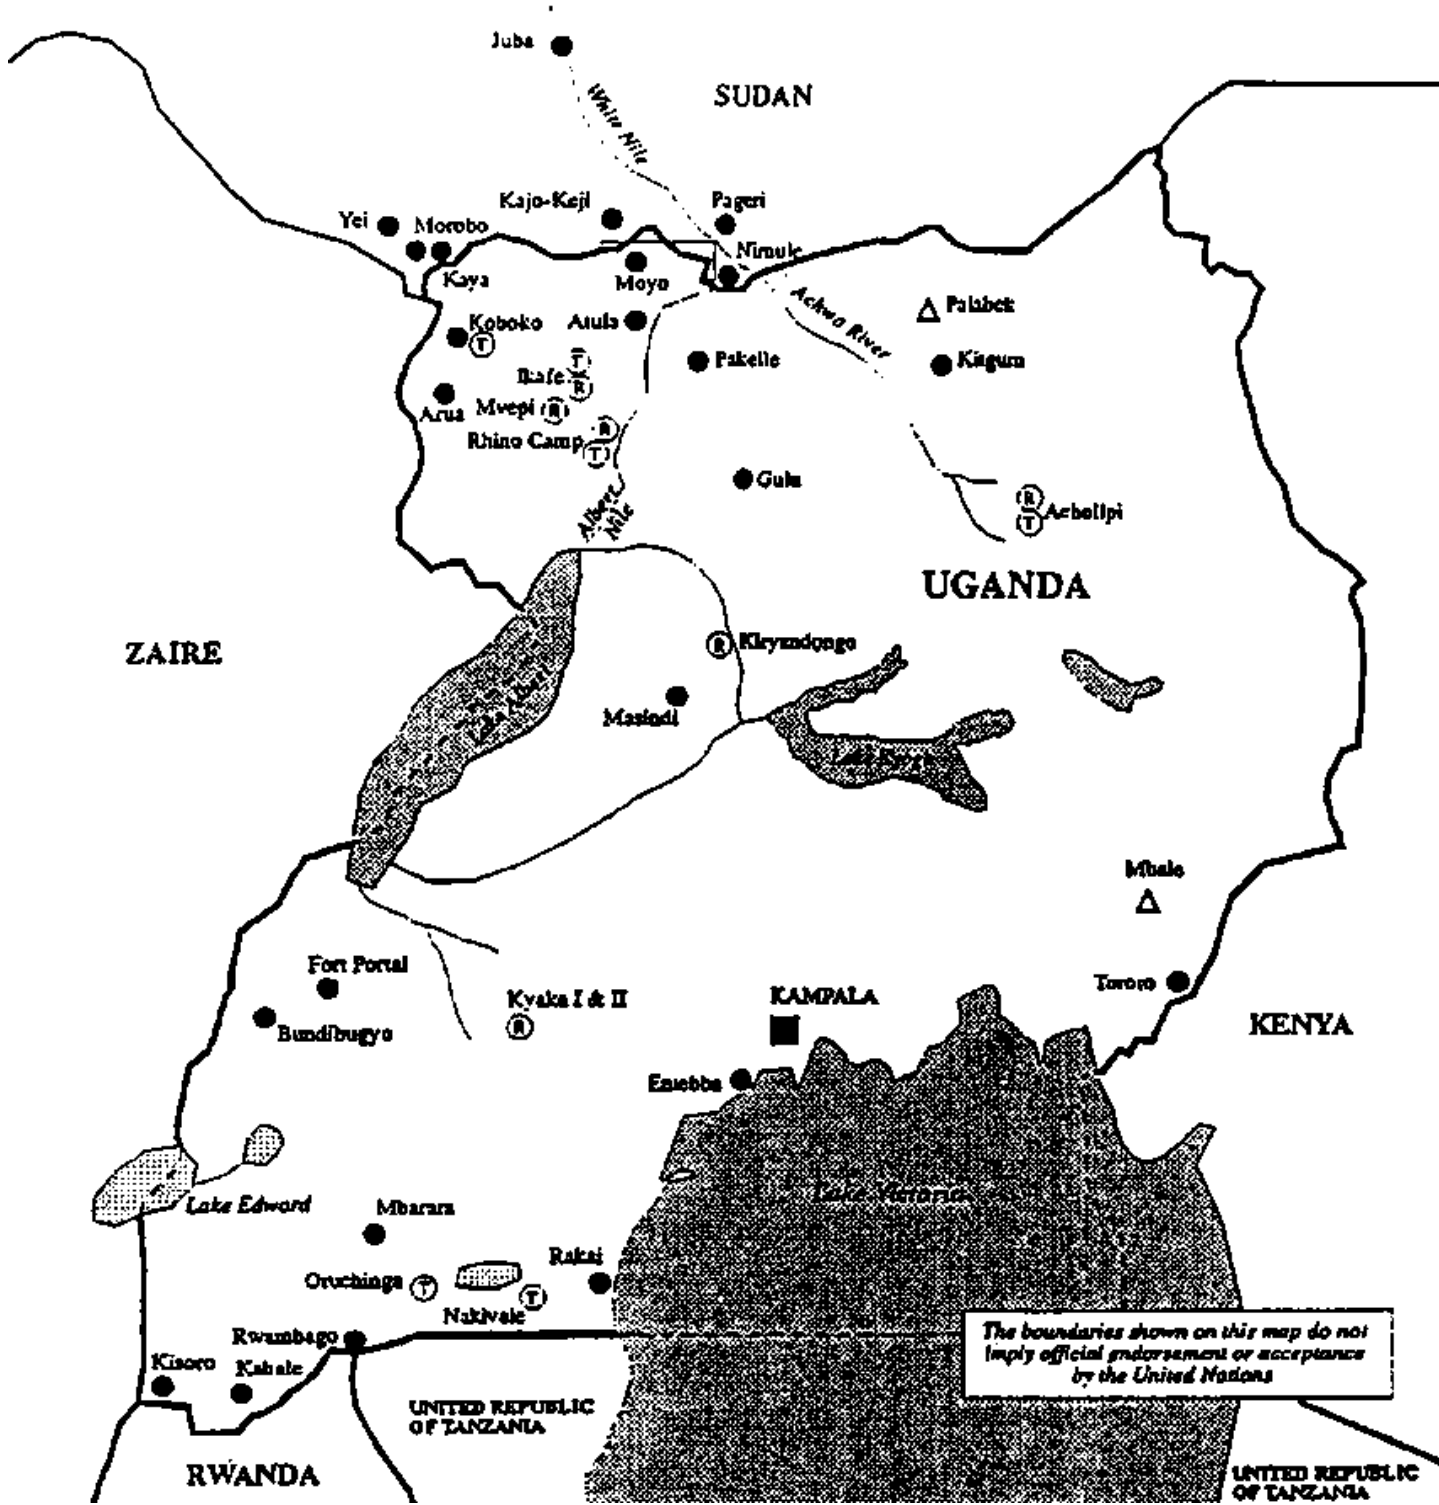 Juba
White Nile
SUDAN
Kajo-Keji
Pageri
Yei
Morobo
Nimule
Kaya
Moyo
Achwa River
Palabek
Koboko
T
Atula
Pakelle
Kitgum
Ikafe
T
R
Arua
Mvepi
R
Rhino Camp
R
T
Gulu
Albert
Nile
R
T
Acholipi
UGANDA
ZAIRE
R
Kiryandongo
Lake Albert
Masindi
Lake Kyoga
Mbale
Fort Portal
Tororo
Kyaka I & II
R
KAMPALA
Bundibugyo
KENYA
Entebbe
Lake Edward
Lake Victoria
Mbarara
Rakai
Oruchinga
T
Nakivale
T
Rwambago
The boundaries shown on this map do not
imply official endorsement or acceptance
by the United Nations
Kisoro
Kabale
UNITED REPUBLIC
OF TANZANIA
RWANDA
UNITED REPUBLIC
OF TANZANIA